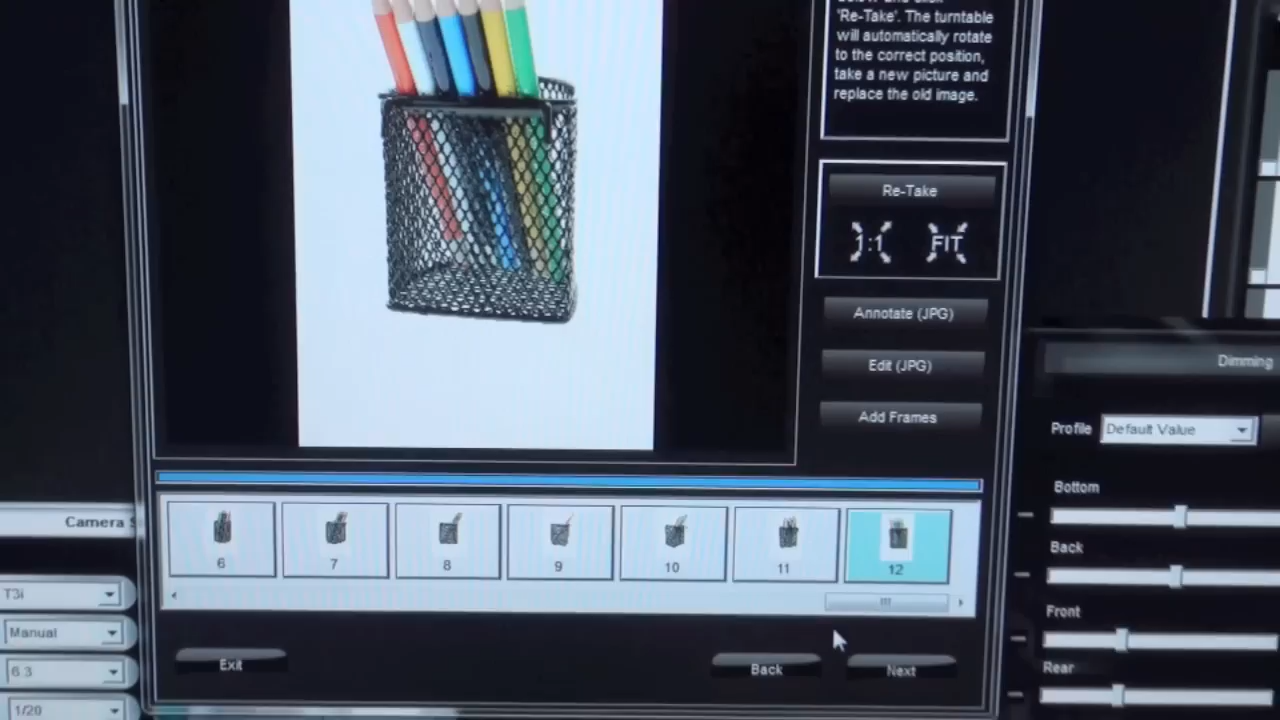 'Re-Take'. The turntable
will automatically rotate
to the correct position,
take a new picture and
replace the old image.
Re-Take
1:1 FIT
Annotate (JPG)
Edit (JPG)
Add Frames
Dimming
Profile Default Value
Bottom
Back
Front
Rear
Camera
T3i
Manual
6.3
1/20
6 7 8 9 10 11 12
Exit Back Next